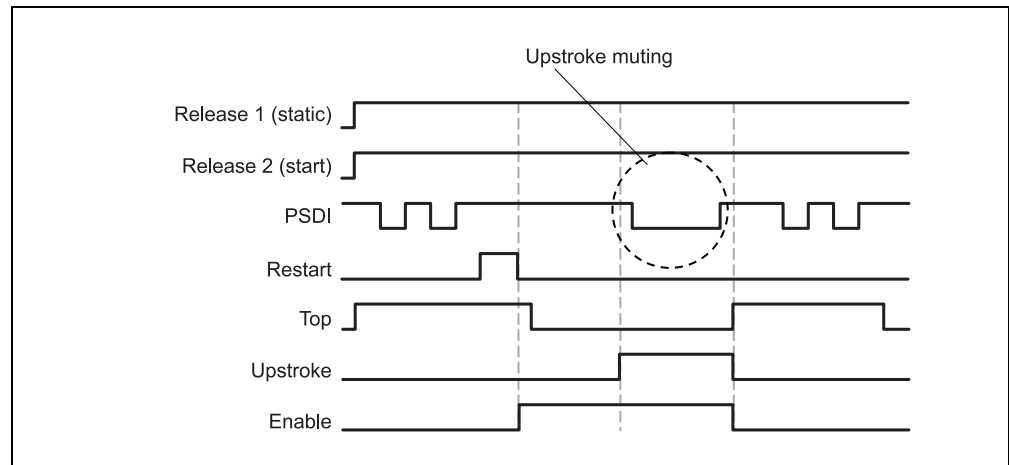 Upstroke muting
Release 1 (static)
Release 2 (start)
PSDI
Restart
Top
Upstroke
Enable